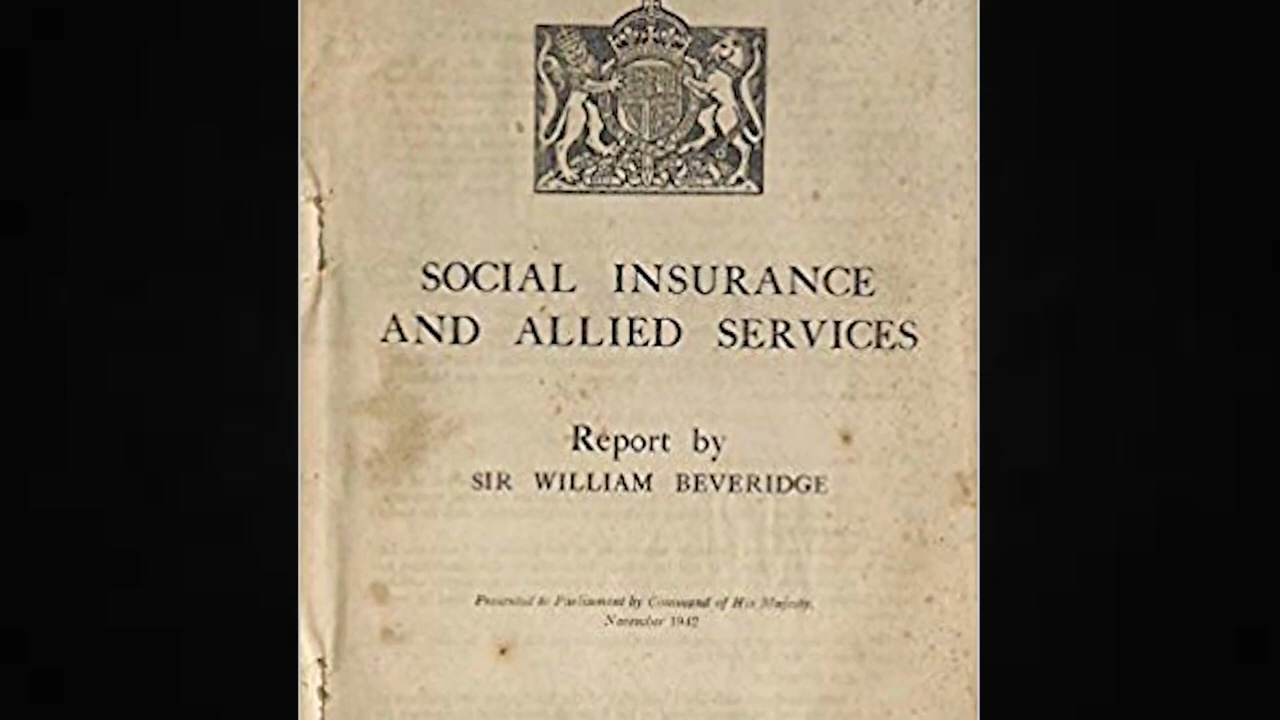 SOCIAL INSURANCE
AND ALLIED SERVICES
Report by
SIR WILLIAM BEVERIDGE
Presented to Parliament by Command of His Majesty,
November 1942